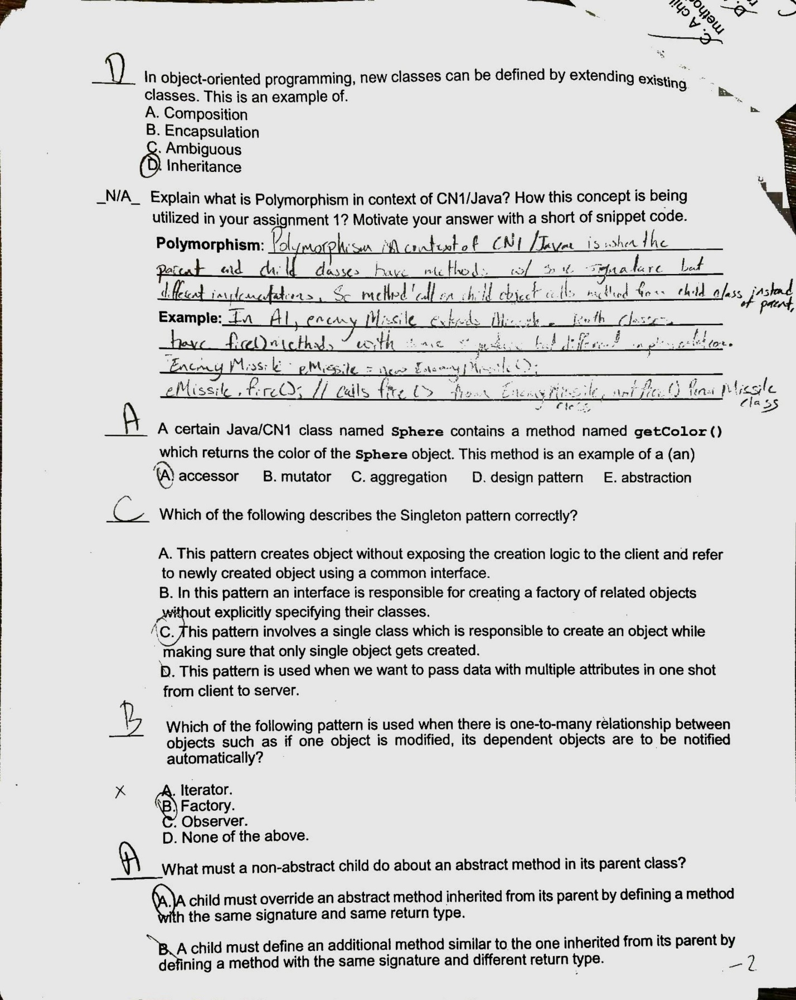 C. A chil
metho
D.
D
In object-oriented programming, new classes can be defined by extending existing
classes. This is an example of.
A. Composition
B. Encapsulation
C. Ambiguous
D. Inheritance
_N/A_ Explain what is Polymorphism in context of CN1/Java? How this concept is being
utilized in your assignment 1? Motivate your answer with a short of snippet code.
Polymorphism: Polymorphism in context of CN1/Java is when the
parent and child classes have methods w/ same signature but
different implementations. So method call on child object calls method from child class instead
of parent.
Example: In A1, enemy Missile extends Missile. Both classes
have fire() methods with same signature but different implementation.
Enemy Missile eMissile = new EnemyMissile();
eMissile.fire(); // calls fire() from EnemyMissile, not fire() from Missile
class class
A
A certain Java/CN1 class named Sphere contains a method named getColor()
which returns the color of the Sphere object. This method is an example of a (an)
A. accessor B. mutator C. aggregation D. design pattern E. abstraction
C Which of the following describes the Singleton pattern correctly?
A. This pattern creates object without exposing the creation logic to the client and refer
to newly created object using a common interface.
B. In this pattern an interface is responsible for creating a factory of related objects
without explicitly specifying their classes.
C. This pattern involves a single class which is responsible to create an object while
making sure that only single object gets created.
D. This pattern is used when we want to pass data with multiple attributes in one shot
from client to server.
B
Which of the following pattern is used when there is one-to-many relationship between
objects such as if one object is modified, its dependent objects are to be notified
automatically?
X A. Iterator.
B. Factory.
C. Observer.
D. None of the above.
A
What must a non-abstract child do about an abstract method in its parent class?
A. A child must override an abstract method inherited from its parent by defining a method
with the same signature and same return type.
B. A child must define an additional method similar to the one inherited from its parent by
defining a method with the same signature and different return type.
-2